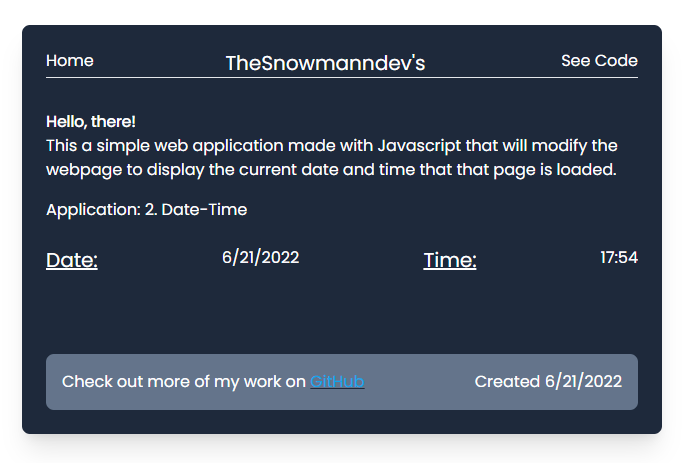 Home TheSnowmanndev's See Code
Hello, there!
This a simple web application made with Javascript that will modify the
webpage to display the current date and time that that page is loaded.
Application: 2. Date-Time
Date: 6/21/2022 Time: 17:54
Check out more of my work on GitHub Created 6/21/2022